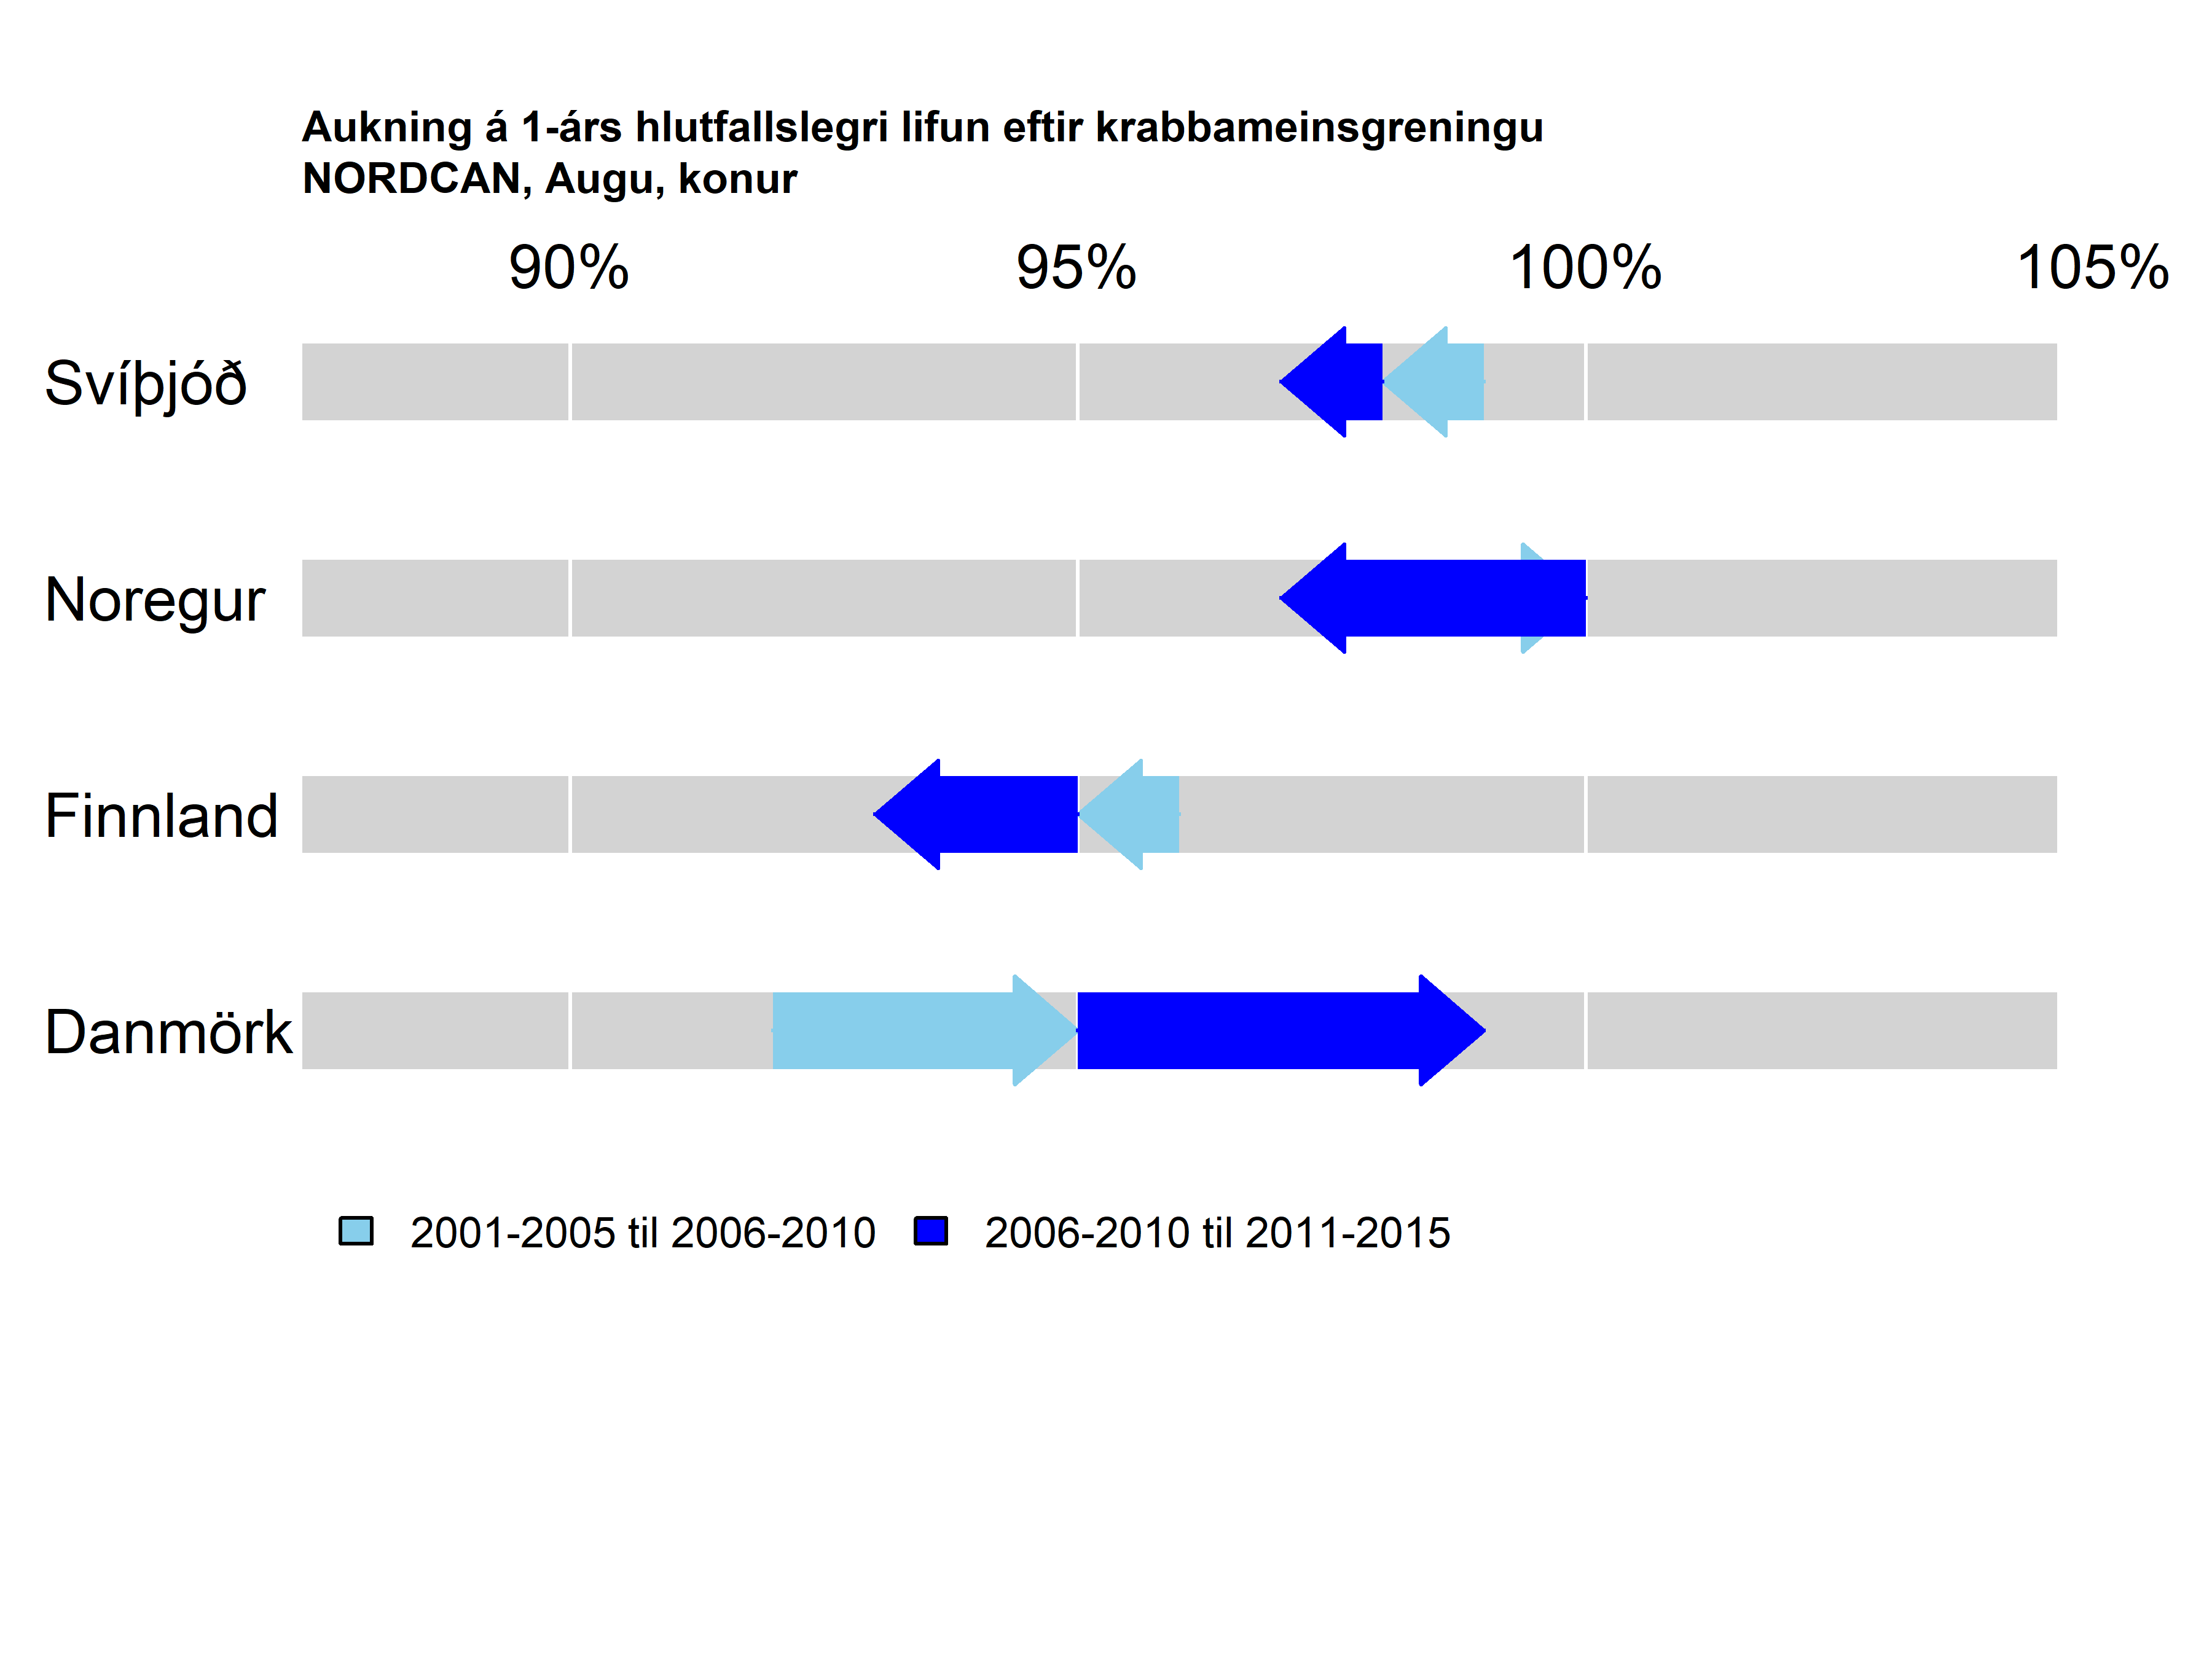 Aukning á 1-árs hlutfallslegri lifun eftir krabbameinsgreningu
NORDCAN, Augu, konur
90% 95% 100% 105%
Svíþjóð
Noregur
Finnland
Danmörk
2001-2005 til 2006-2010 2006-2010 til 2011-2015